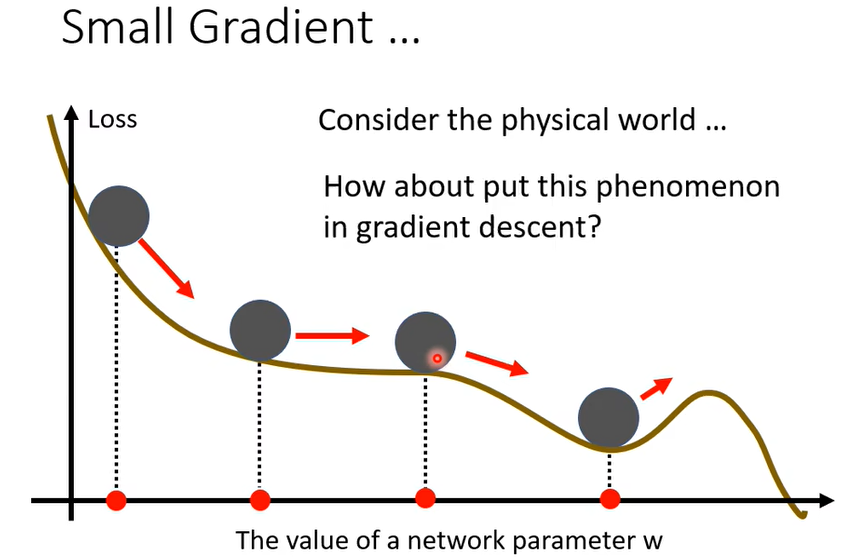 Small Gradient ...
Loss
Consider the physical world ...
How about put this phenomenon
in gradient descent?
The value of a network parameter w